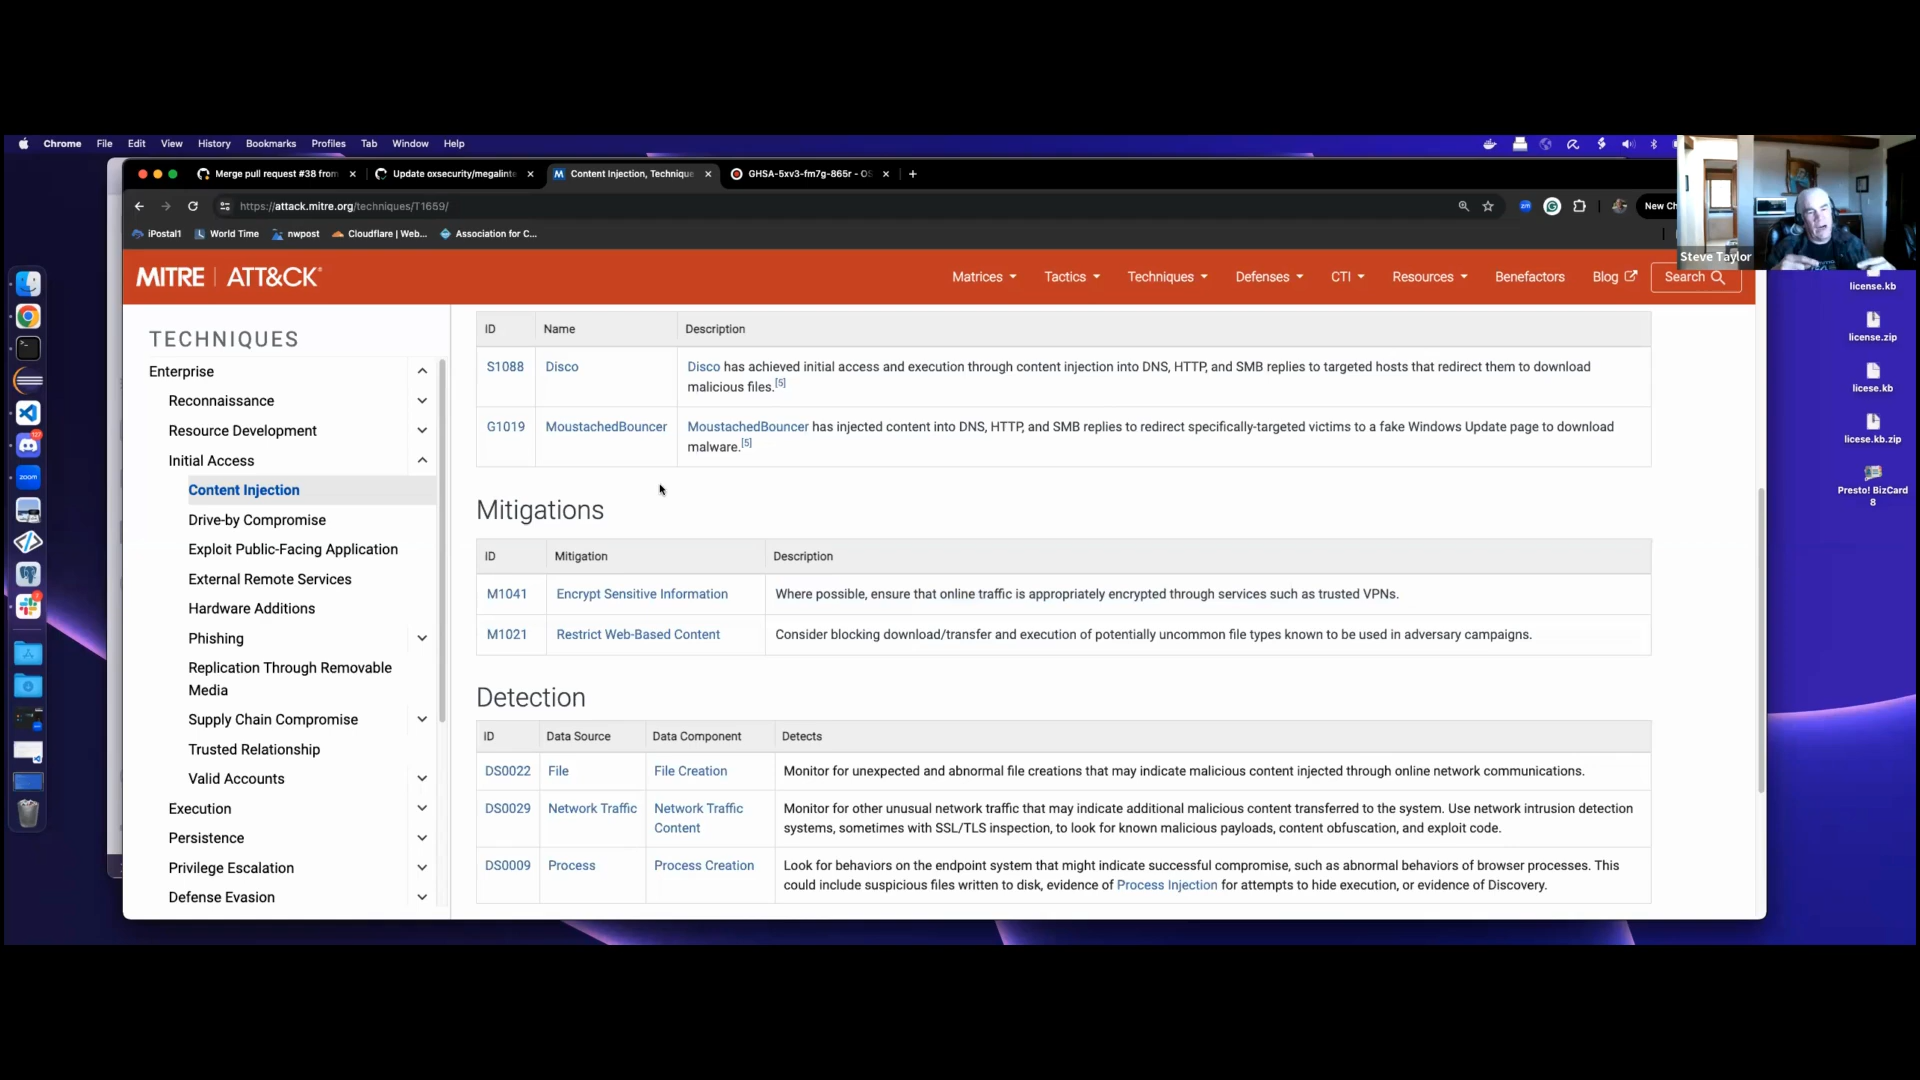 Chrome File Edit View History Bookmarks Profiles Tab Window Help
Merge pull request #38 from
Update oxsecurity/megalinte
Content Injection, Technique
GHSA-5xv3-fm7g-865r - OS
https://attack.mitre.org/techniques/T1659/
New Ch
iPostal1 World Time nwpost Cloudflare | Web... Association for C...
Steve Taylor
MITRE | ATT&CK®
Matrices Tactics Techniques Defenses CTI Resources Benefactors Blog Search
TECHNIQUES
Enterprise
Reconnaissance
Resource Development
Initial Access
Content Injection
Drive-by Compromise
Exploit Public-Facing Application
External Remote Services
Hardware Additions
Phishing
Replication Through Removable
Media
Supply Chain Compromise
Trusted Relationship
Valid Accounts
Execution
Persistence
Privilege Escalation
Defense Evasion
ID Name Description
S1088 Disco Disco has achieved initial access and execution through content injection into DNS, HTTP, and SMB replies to targeted hosts that redirect them to download
malicious files.[5]
G1019 MoustachedBouncer MoustachedBouncer has injected content into DNS, HTTP, and SMB replies to redirect specifically-targeted victims to a fake Windows Update page to download
malware.[5]
Mitigations
ID Mitigation Description
M1041 Encrypt Sensitive Information Where possible, ensure that online traffic is appropriately encrypted through services such as trusted VPNs.
M1021 Restrict Web-Based Content Consider blocking download/transfer and execution of potentially uncommon file types known to be used in adversary campaigns.
Detection
ID Data Source Data Component Detects
DS0022 File File Creation Monitor for unexpected and abnormal file creations that may indicate malicious content injected through online network communications.
DS0029 Network Traffic Network Traffic Monitor for other unusual network traffic that may indicate additional malicious content transferred to the system. Use network intrusion detection
Content systems, sometimes with SSL/TLS inspection, to look for known malicious payloads, content obfuscation, and exploit code.
DS0009 Process Process Creation Look for behaviors on the endpoint system that might indicate successful compromise, such as abnormal behaviors of browser processes. This
could include suspicious files written to disk, evidence of Process Injection for attempts to hide execution, or evidence of Discovery.
license.kb
license.zip
licese.kb
licese.kb.zip
Presto! BizCard
8
zoom